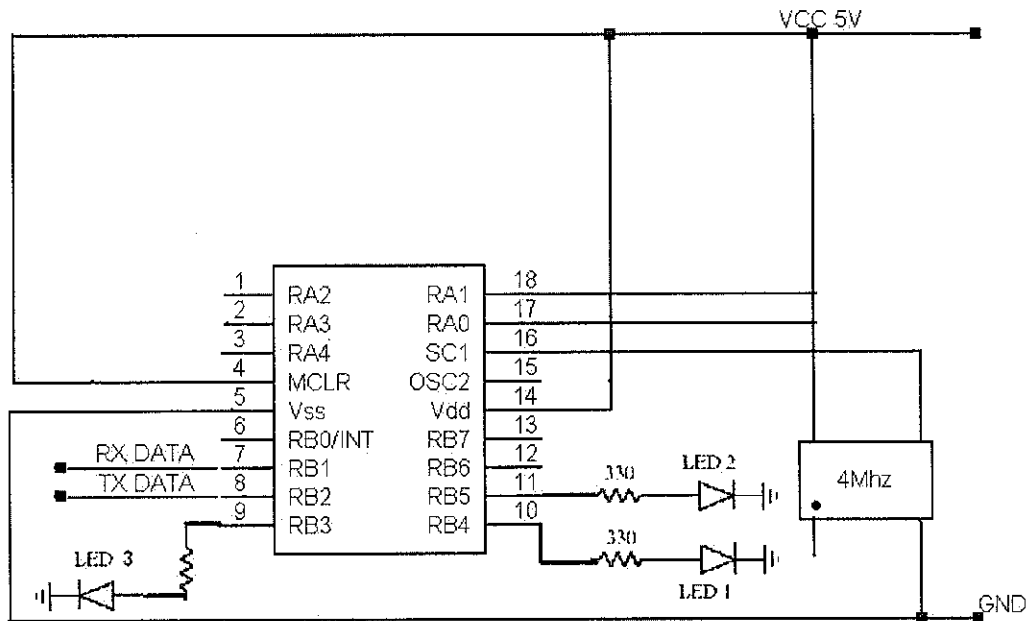 VCC 5V
1 RA2 RA1 18
2 RA3 RA0 17
3 RA4 SC1 16
4 MCLR OSC2 15
5 Vss Vdd 14
6 RB0/INT RB7 13
RX DATA 7 RB1 RB6 12
TX DATA 8 RB2 RB5 11
9 RB3 RB4 10
330 LED 2
4Mhz
330
LED 1
LED 3
GND